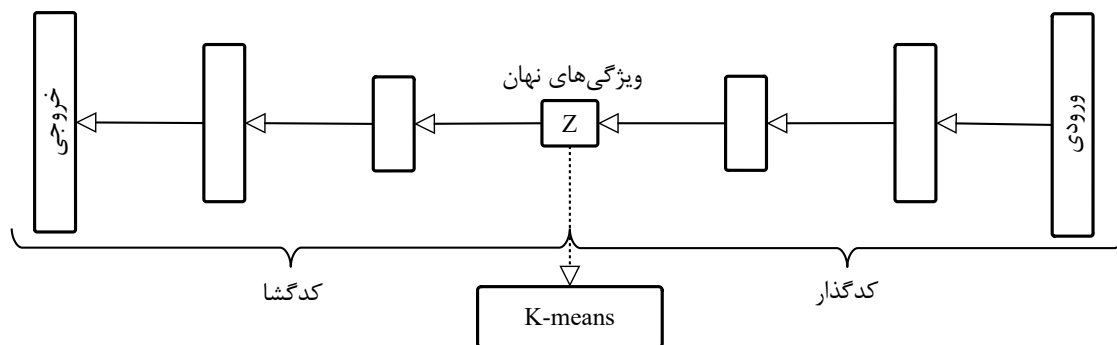 ویژگی‌های نهان
ورودی
Z
خروجی
کدگذار
کدگشا
K-means